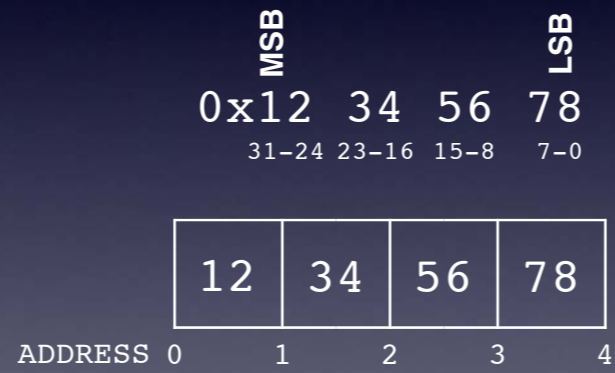 MSB LSB
0x12 34 56 78
31-24 23-16 15-8 7-0
12 34 56 78
ADDRESS 0 1 2 3 4